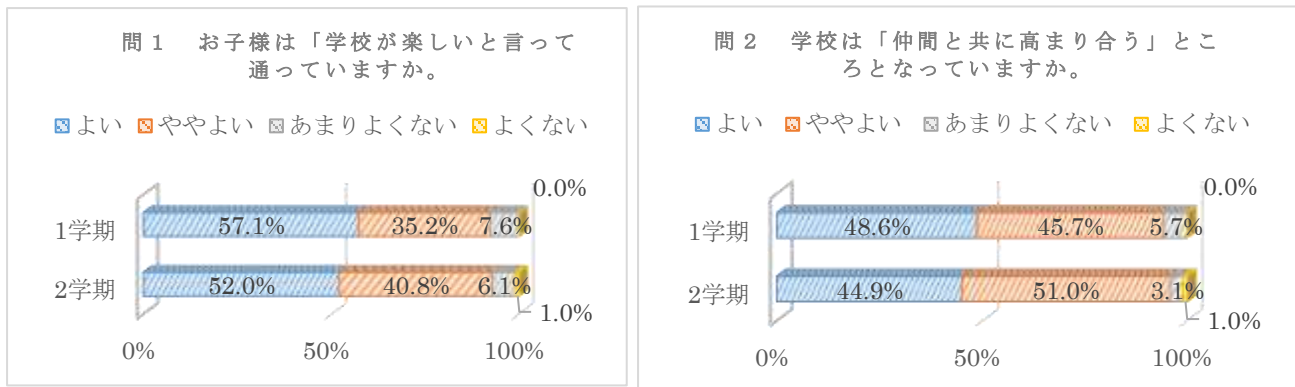 問１　お子様は「学校が楽しいと言って
通っていますか。
よい ややよい あまりよくない よくない
0.0%
1学期 57.1% 35.2% 7.6%
2学期 52.0% 40.8% 6.1%
1.0%
0% 50% 100%
問２　学校は「仲間と共に高まり合う」とこ
ろとなっていますか。
よい ややよい あまりよくない よくない
0.0%
1学期 48.6% 45.7% 5.7%
2学期 44.9% 51.0% 3.1%
1.0%
0% 50% 100%